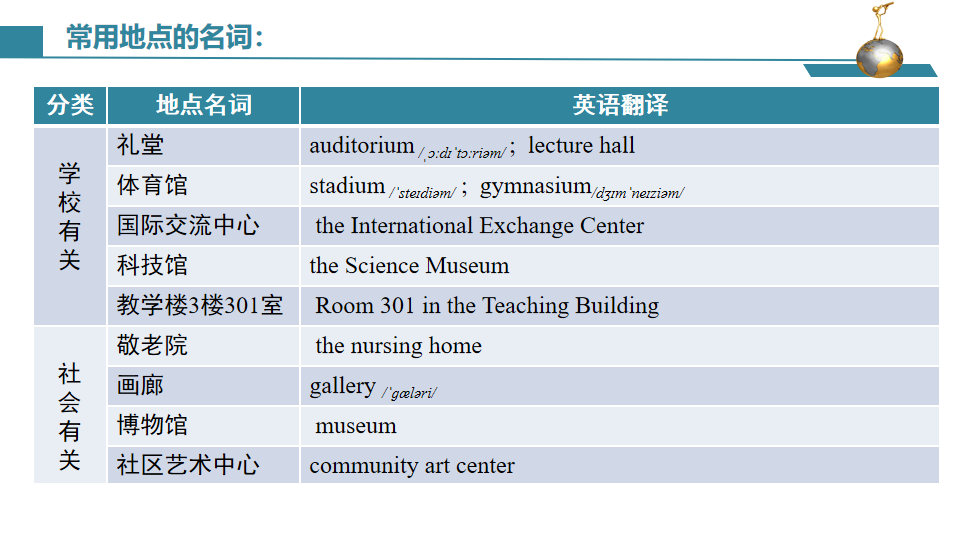 常用地点的名词：
分类 地点名词 英语翻译
学校有关
礼堂 auditorium /ˌɔːdɪˈtɔːriəm/； lecture hall
体育馆 stadium /ˈsteɪdiəm/； gymnasium/dʒɪmˈneɪziəm/
国际交流中心 the International Exchange Center
科技馆 the Science Museum
教学楼3楼301室 Room 301 in the Teaching Building
社会有关
敬老院 the nursing home
画廊 gallery /ˈɡæləri/
博物馆 museum
社区艺术中心 community art center